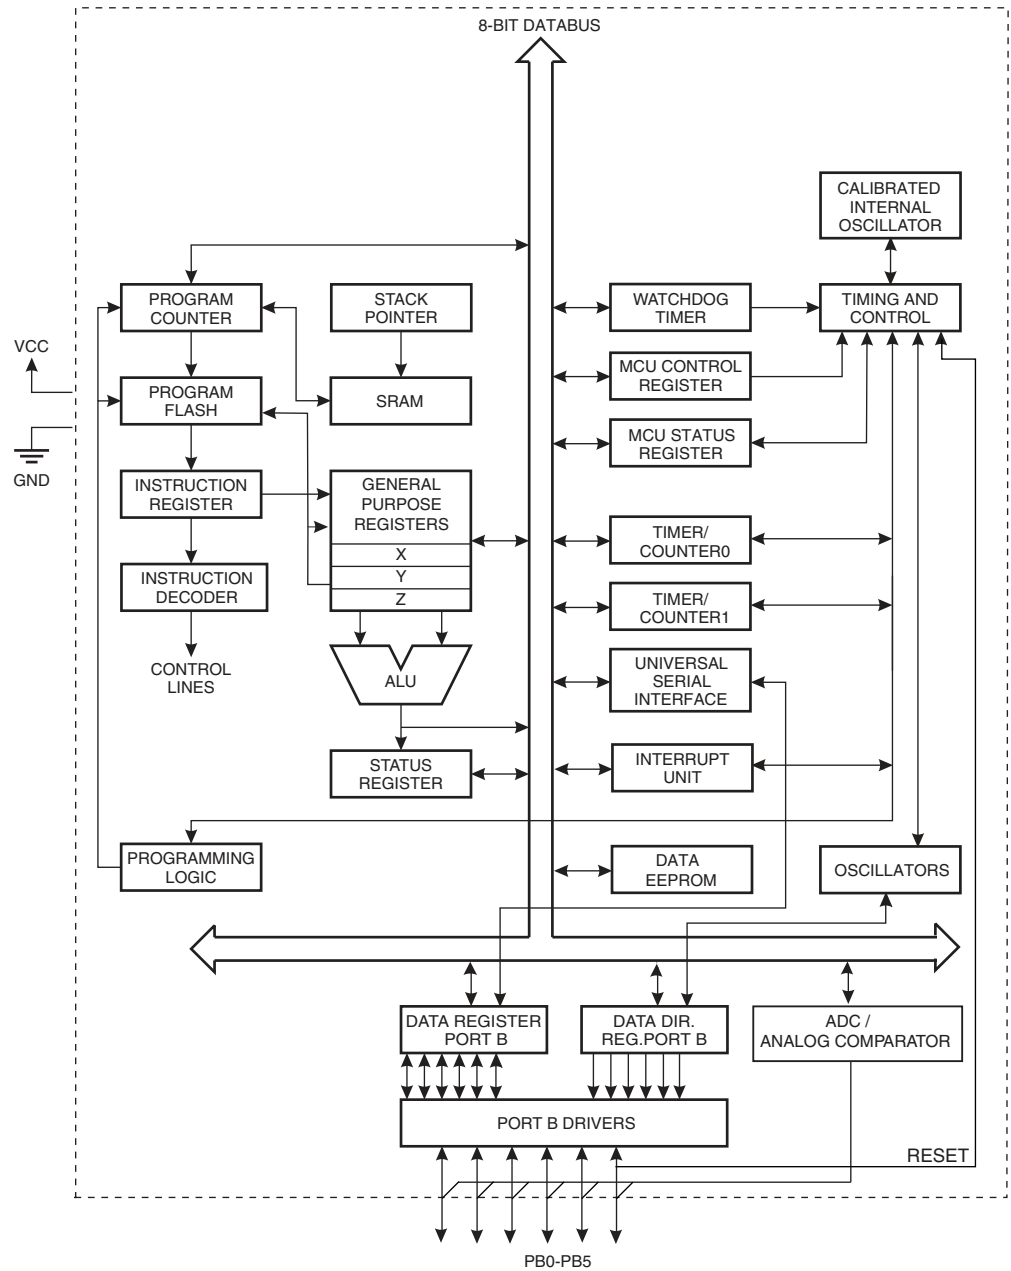 8-BIT DATABUS
CALIBRATED
INTERNAL
OSCILLATOR
PROGRAM
COUNTER
STACK
POINTER
WATCHDOG
TIMER
TIMING AND
CONTROL
VCC
GND
PROGRAM
FLASH
SRAM
MCU CONTROL
REGISTER
MCU STATUS
REGISTER
INSTRUCTION
REGISTER
GENERAL
PURPOSE
REGISTERS
X
Y
Z
TIMER/
COUNTER0
INSTRUCTION
DECODER
TIMER/
COUNTER1
CONTROL
LINES
ALU
UNIVERSAL
SERIAL
INTERFACE
STATUS
REGISTER
INTERRUPT
UNIT
PROGRAMMING
LOGIC
DATA
EEPROM
OSCILLATORS
DATA REGISTER
PORT B
DATA DIR.
REG.PORT B
ADC /
ANALOG COMPARATOR
PORT B DRIVERS
RESET
PB0-PB5